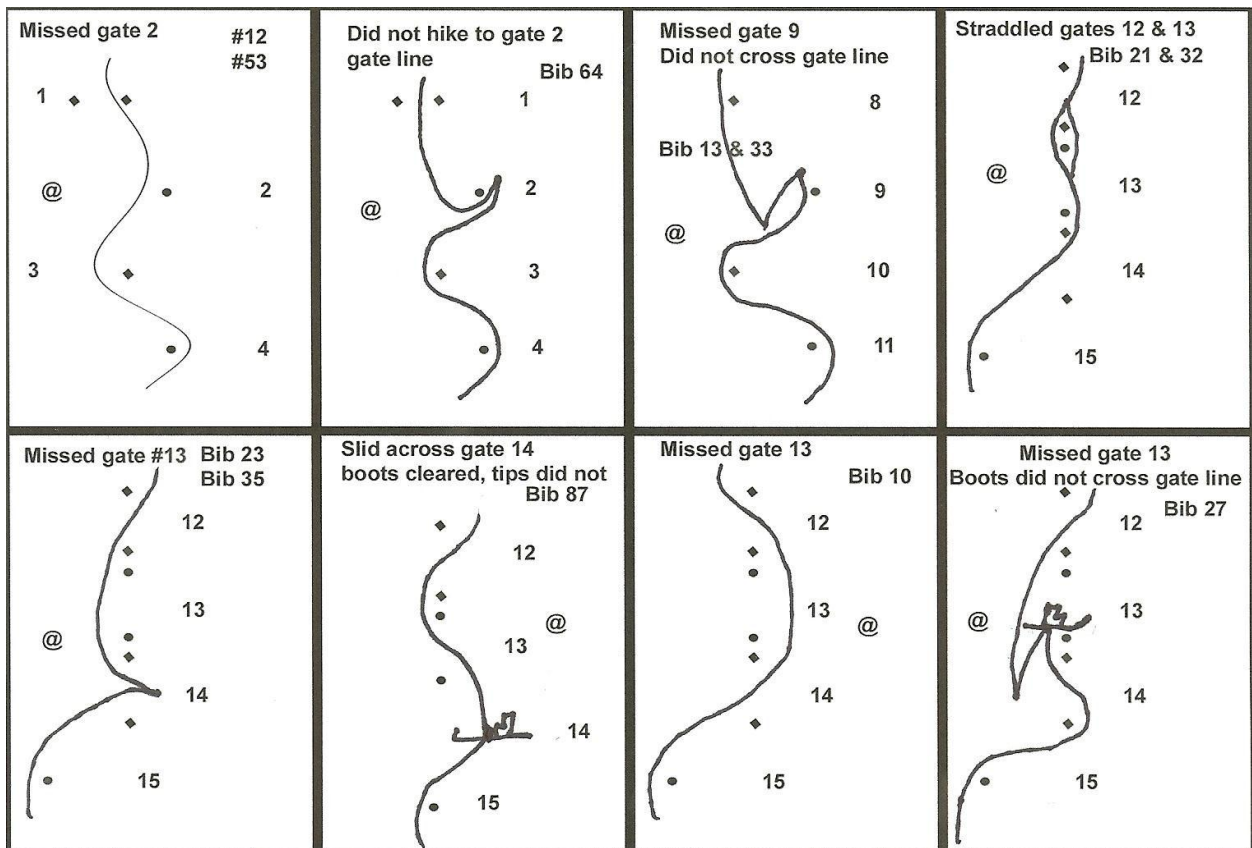 Missed gate 2
#12
#53
1
@
2
3
4
Did not hike to gate 2
gate line
Bib 64
1
2
@
3
4
Missed gate 9
Did not cross gate line
8
Bib 13 & 33
9
@
10
11
Straddled gates 12 & 13
Bib 21 & 32
12
@
13
14
15
Missed gate #13 Bib 23
Bib 35
12
13
@
14
15
Slid across gate 14
boots cleared, tips did not
Bib 87
12
@
13
14
15
Missed gate 13
Bib 10
12
13
@
14
15
Missed gate 13
Boots did not cross gate line
Bib 27
12
13
@
14
15